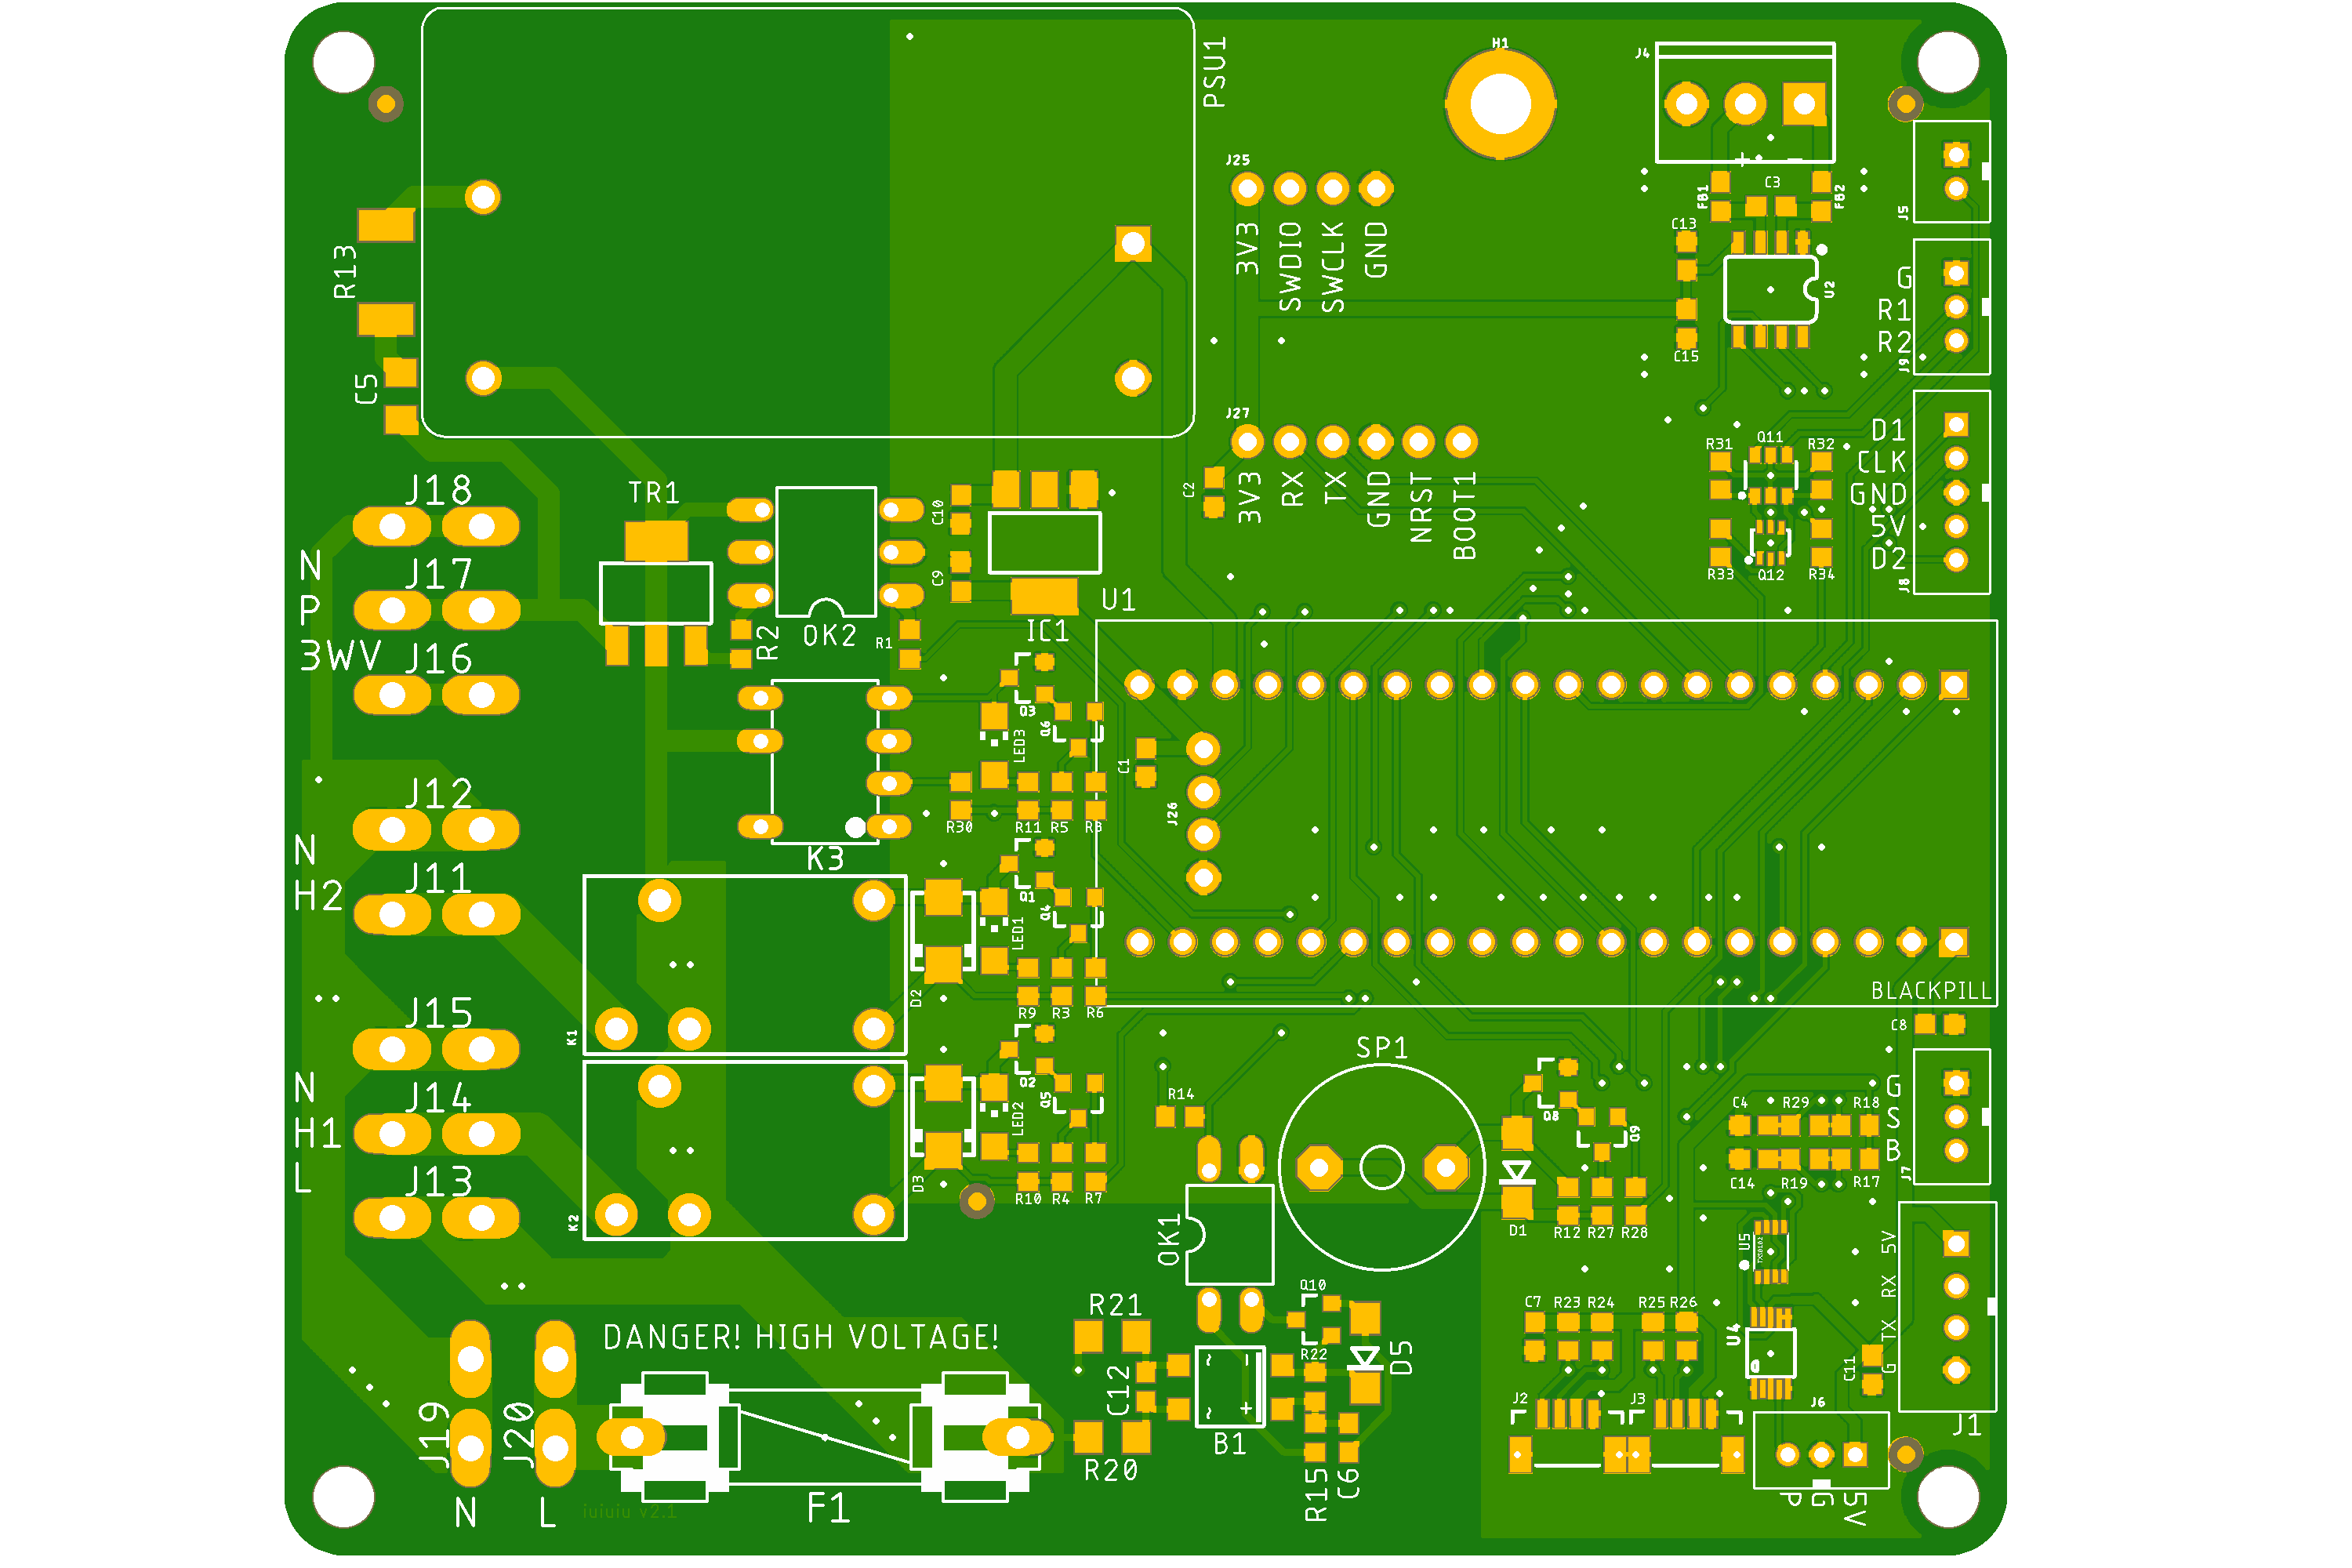 H1
J4
PSU1
+ −
J25
FB1
C3
FB2
J5
C13
3V3
SWDIO
SWCLK
GND
R13
U2
G
R1
R2
C15
J9
C5
J27
D1
CLK
GND
5V
D2
J8
R31
Q11
R32
R33
Q12
R34
J18
N
J17
P
3WV
J16
TR1
OK2
R2
R1
C10
C9
IC1
U1
C2
3V3
RX
TX
GND
NRST
BOOT1
Q3
Q6
LED3
C1
J26
J12
N
J11
H2
K3
R30
R11
R5
R8
Q1
Q4
LED1
D2
R9
R3
R6
BLACKPILL
C8
J15
N
J14
H1
L
J13
K1
K2
Q2
Q5
LED2
D3
R10
R4
R7
R14
SP1
OK1
Q8
Q9
D1
R12
R27
R28
C4
R29
R18
C14
R19
R17
G
S
B
J7
U5
5V
RX
TX
G
J1
DANGER! HIGH VOLTAGE!
R21
C12
R20
B1
~ −
~ +
Q10
R22
D5
R15
C6
C7
R23
R24
R25
R26
U4
C11
J2
J3
J6
P
G
5V
J19
J20
N
L
F1
iuiuiu v2.1